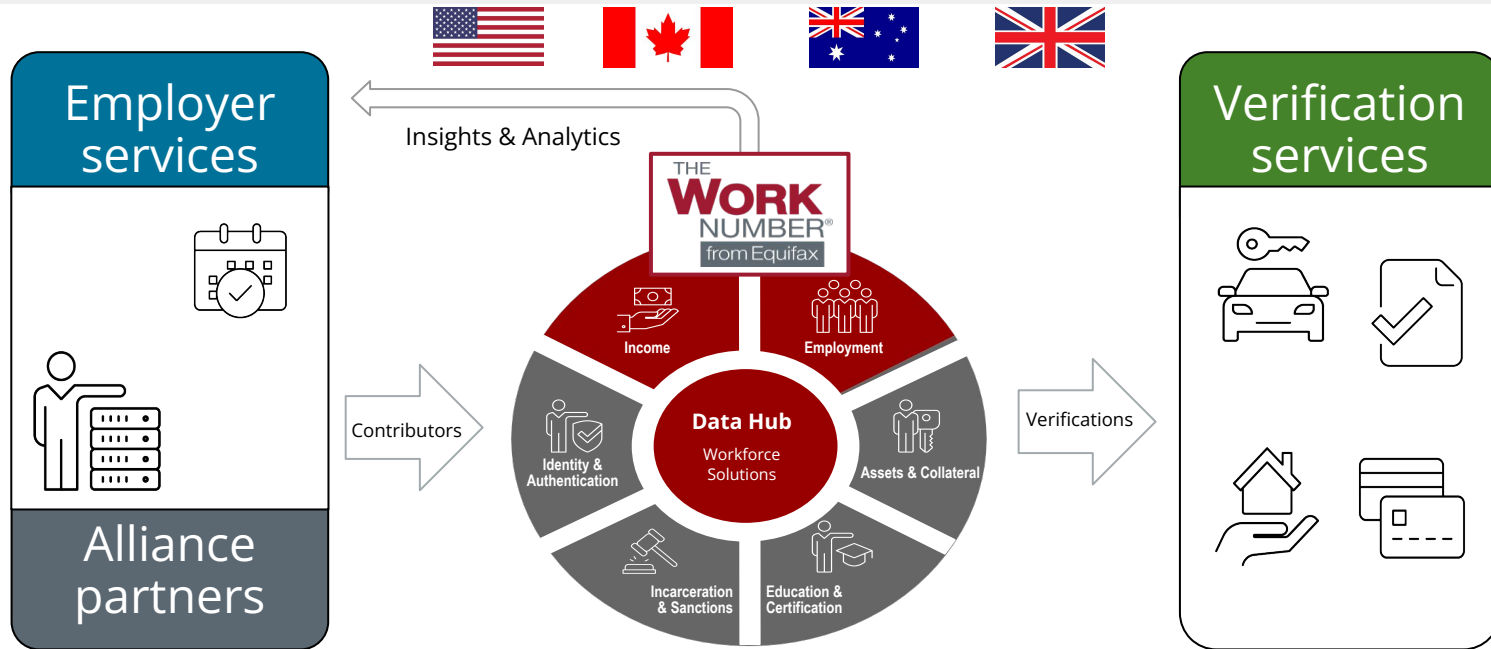 Employer
services
Alliance
partners
Insights & Analytics
Contributors
THE
WORK
NUMBER®
from Equifax
Income
Employment
Identity &
Authentication
Data Hub
Workforce
Solutions
Assets & Collateral
Incarceration
& Sanctions
Education &
Certification
Verifications
Verification
services